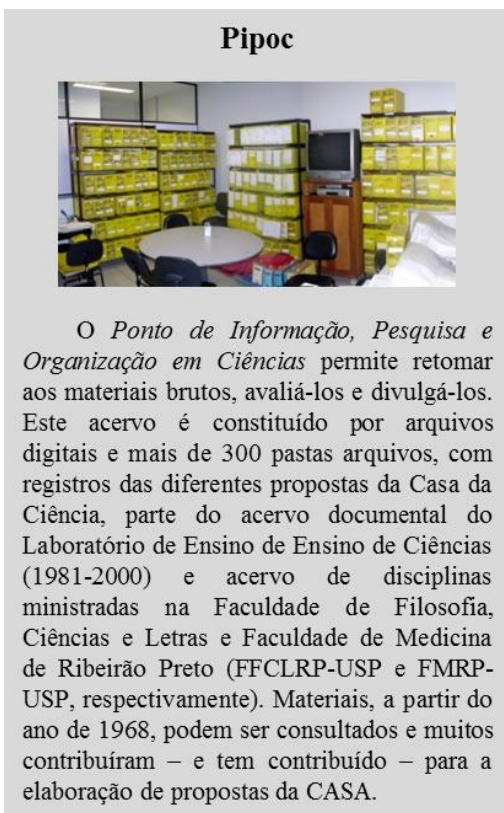 Pipoc
O Ponto de Informação, Pesquisa e
Organização em Ciências permite retomar
aos materiais brutos, avaliá-los e divulgá-los.
Este acervo é constituído por arquivos
digitais e mais de 300 pastas arquivos, com
registros das diferentes propostas da Casa da
Ciência, parte do acervo documental do
Laboratório de Ensino de Ensino de Ciências
(1981-2000) e acervo de disciplinas
ministradas na Faculdade de Filosofia,
Ciências e Letras e Faculdade de Medicina
de Ribeirão Preto (FFCLRP-USP e FMRP-
USP, respectivamente). Materiais, a partir do
ano de 1968, podem ser consultados e muitos
contribuíram – e tem contribuído – para a
elaboração de propostas da CASA.